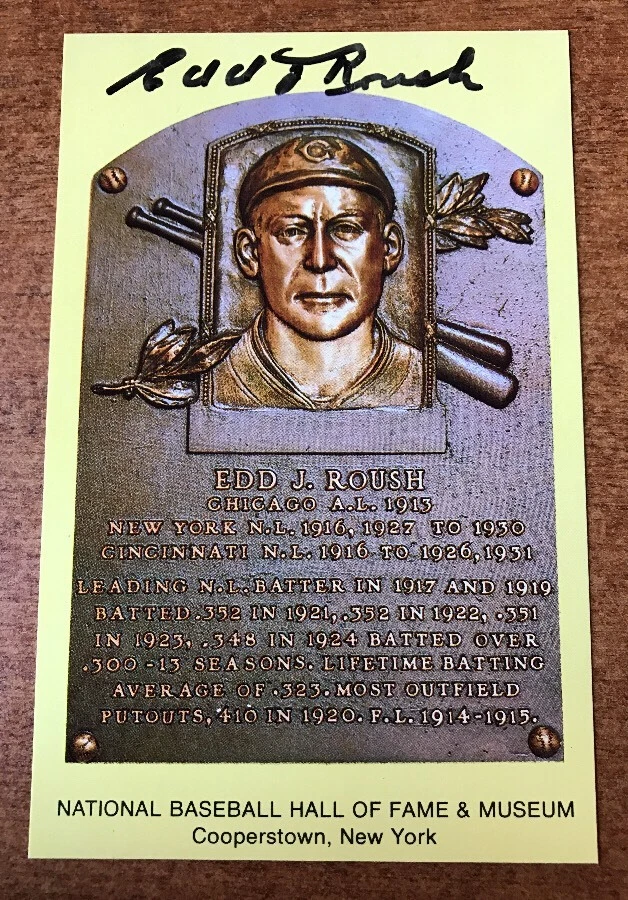 Edd J Roush
C
EDD J. ROUSH
CHICAGO A.L. 1913
NEW YORK N.L. 1916, 1927 TO 1930
CINCINNATI N.L. 1916 TO 1926, 1931
LEADING N.L. BATTER IN 1917 AND 1919
BATTED .352 IN 1921, .352 IN 1922, .351
IN 1923, .348 IN 1924 BATTED OVER
.300 - 13 SEASONS. LIFETIME BATTING
AVERAGE OF .323. MOST OUTFIELD
PUTOUTS, 410 IN 1920. F.L. 1914-1915.
NATIONAL BASEBALL HALL OF FAME & MUSEUM
Cooperstown, New York